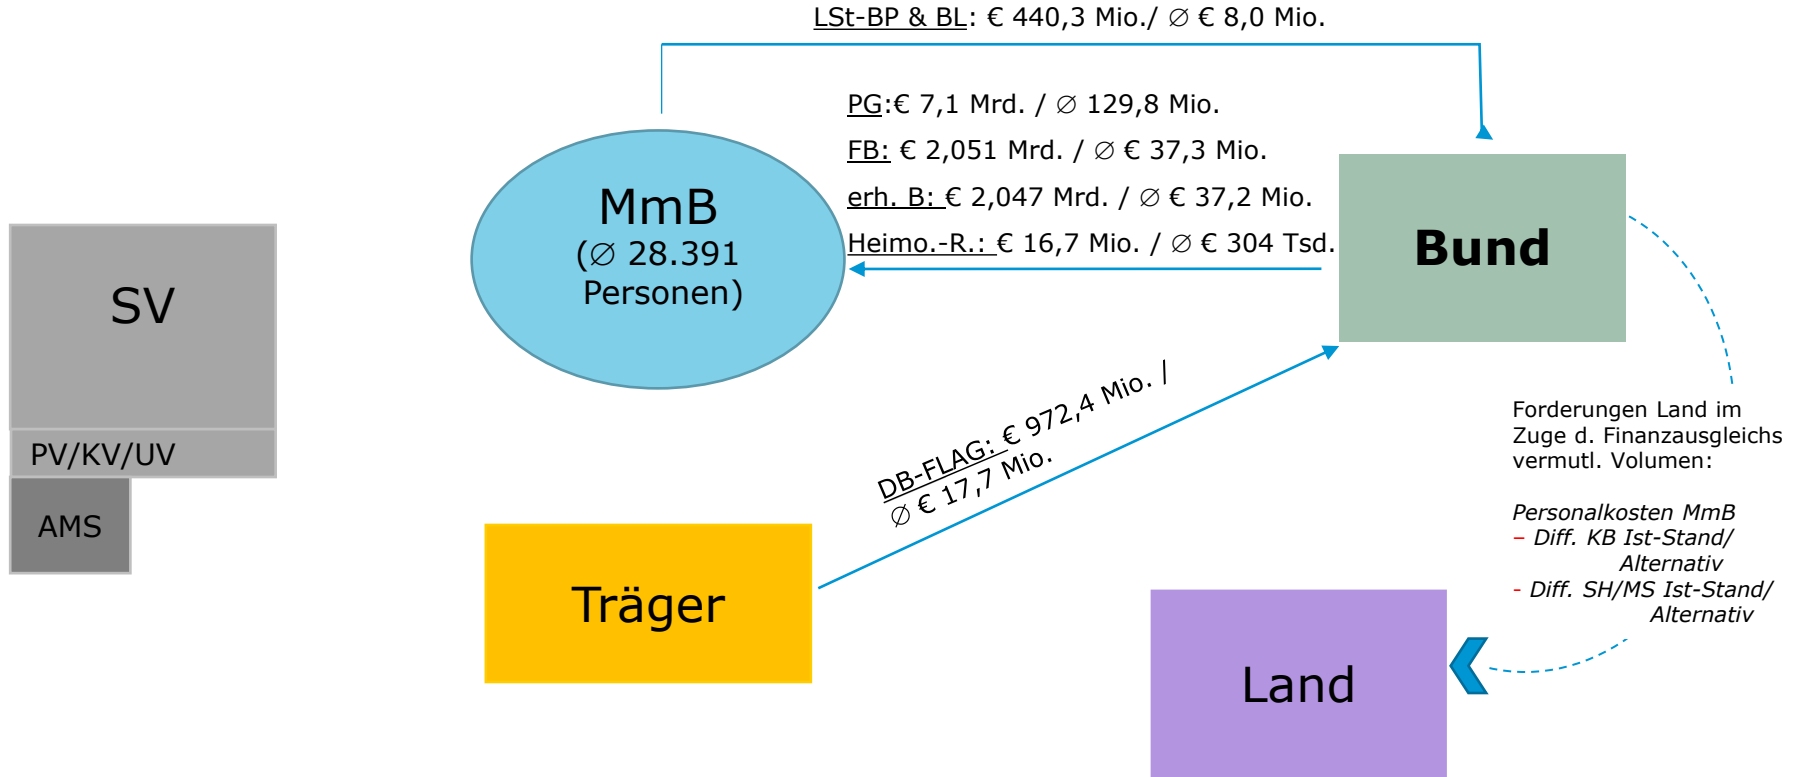 LSt-BP & BL: € 440,3 Mio./ ∅ € 8,0 Mio.
PG:€ 7,1 Mrd. / ∅ 129,8 Mio.
FB: € 2,051 Mrd. / ∅ € 37,3 Mio.
erh. B: € 2,047 Mrd. / ∅ € 37,2 Mio.
Heimo.-R.: € 16,7 Mio. / ∅ € 304 Tsd.
MmB
(∅ 28.391
Personen)
Bund
SV
PV/KV/UV
AMS
DB-FLAG: € 972,4 Mio. /
∅ € 17,7 Mio.
Träger
Land
Forderungen Land im
Zuge d. Finanzausgleichs
vermutl. Volumen:
Personalkosten MmB
– Diff. KB Ist-Stand/
Alternativ
- Diff. SH/MS Ist-Stand/
Alternativ